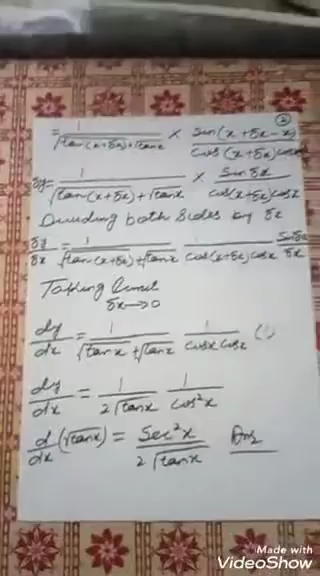 ②
= 1/(√tan(x+δx)+√tanx) × sin(x+δx-x)/(cos(x+δx)cosx)
δy = 1/(√tan(x+δx)+√tanx) × sin δx/(cos(x+δx)cosx)
Dividing both sides by δx
δy/δx = 1/(√tan(x+δx)+√tanx) 1/(cos(x+δx)cosx) sinδx/δx
Taking limit
δx→0
dy/dx = 1/(√tanx+√tanx) 1/(cosx cosx) (1)
dy/dx = 1/(2√tanx) 1/cos²x
d/dx(√tanx) = Sec²x/(2√tanx) Ans
Made with
VideoShow